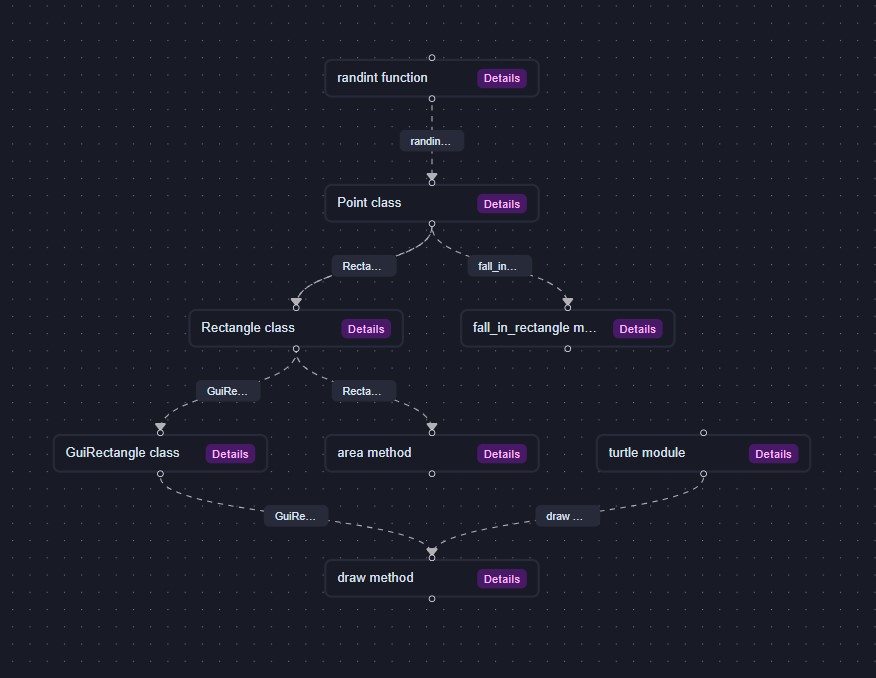 randint function Details
randin...
Point class Details
Recta... fall_in...
Rectangle class Details fall_in_rectangle m... Details
GuiRe... Recta...
GuiRectangle class Details area method Details turtle module Details
GuiRe... draw ...
draw method Details